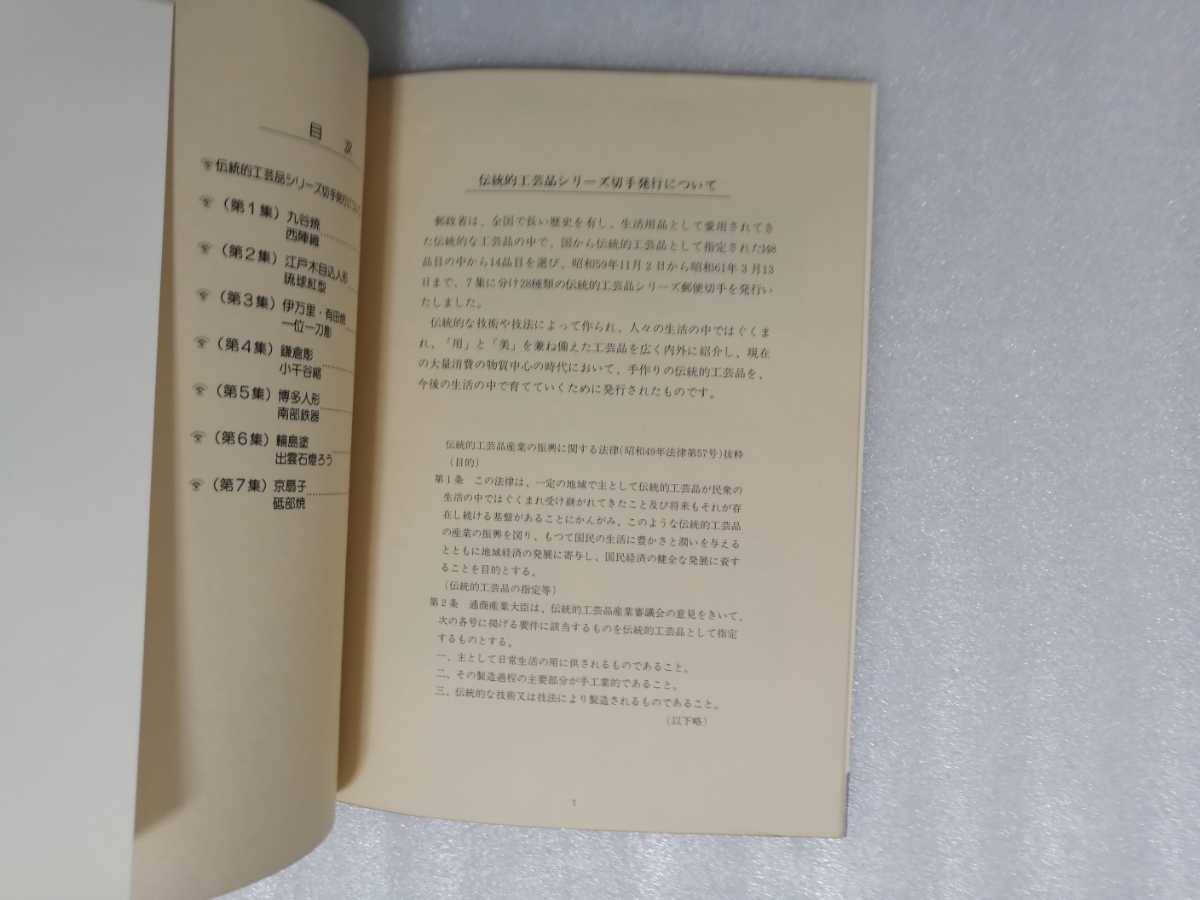 目次
伝統的工芸品シリーズ切手発行について
(第1集) 九谷焼
西陣織
(第2集) 江戸木目込人形
琉球紅型
(第3集) 伊万里・有田焼
一位一刀彫
(第4集) 鎌倉彫
小千谷縮
(第5集) 博多人形
南部鉄器
(第6集) 輪島塗
出雲石燈ろう
(第7集) 京扇子
砥部焼
伝統的工芸品シリーズ切手発行について
郵政省は、全国で長い歴史を有し、生活用品として愛用されてき
た伝統的な工芸品の中で、国から伝統的工芸品として指定された148
品目の中から14品目を選び、昭和59年11月2日から昭和61年3月13
日まで、7集に分け28種類の伝統的工芸品シリーズ郵便切手を発行い
たしました。
伝統的な技術や技法によって作られ、人々の生活の中ではぐくま
れ、「用」と「美」を兼ね備えた工芸品を広く内外に紹介し、現在
の大量消費の物質中心の時代において、手作りの伝統的工芸品を、
今後の生活の中で育てていくために発行されたものです。
伝統的工芸品産業の振興に関する法律(昭和49年法律第57号)抜粋
(目的)
第1条 この法律は、一定の地域で主として伝統的工芸品が民衆の
生活の中ではぐくまれ受け継がれてきたこと及び将来もそれが存
在し続ける基盤があることにかんがみ、このような伝統的工芸品
の産業の振興を図り、もつて国民の生活に豊かさと潤いを与える
とともに地域経済の発展に寄与し、国民経済の健全な発展に資す
ることを目的とする。
(伝統的工芸品の指定等)
第2条 通商産業大臣は、伝統的工芸品産業審議会の意見をきいて、
次の各号に掲げる要件に該当するものを伝統的工芸品として指定
するものとする。
一、主として日常生活の用に供されるものであること。
二、その製造過程の主要部分が手工業的であること。
三、伝統的な技術又は技法により製造されるものであること。
(以下略)
1